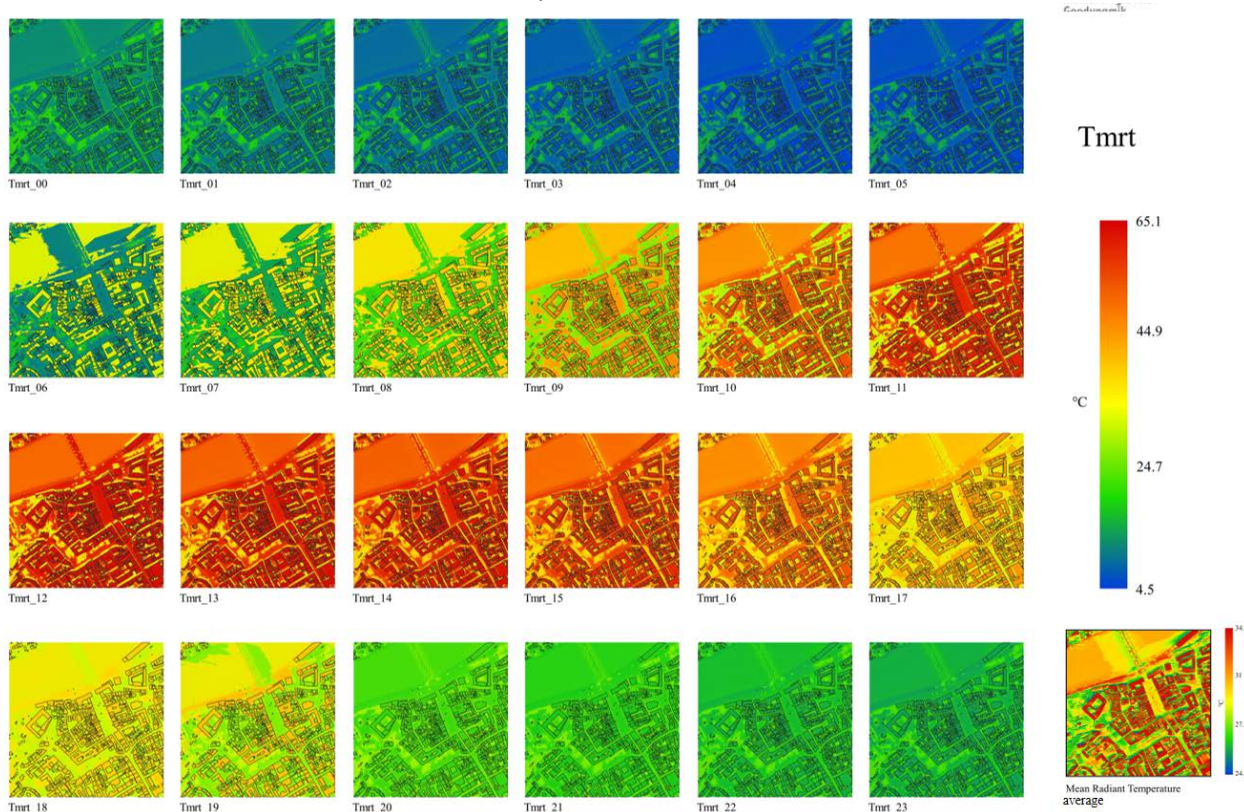 Tmrt_00 Tmrt_01 Tmrt_02 Tmrt_03 Tmrt_04 Tmrt_05
Tmrt
Tmrt_06 Tmrt_07 Tmrt_08 Tmrt_09 Tmrt_10 Tmrt_11
65.1
44.9
°C
24.7
4.5
Tmrt_12 Tmrt_13 Tmrt_14 Tmrt_15 Tmrt_16 Tmrt_17
Tmrt_18 Tmrt_19 Tmrt_20 Tmrt_21 Tmrt_22 Tmrt_23
31
°C
Mean Radiant Temperature
average